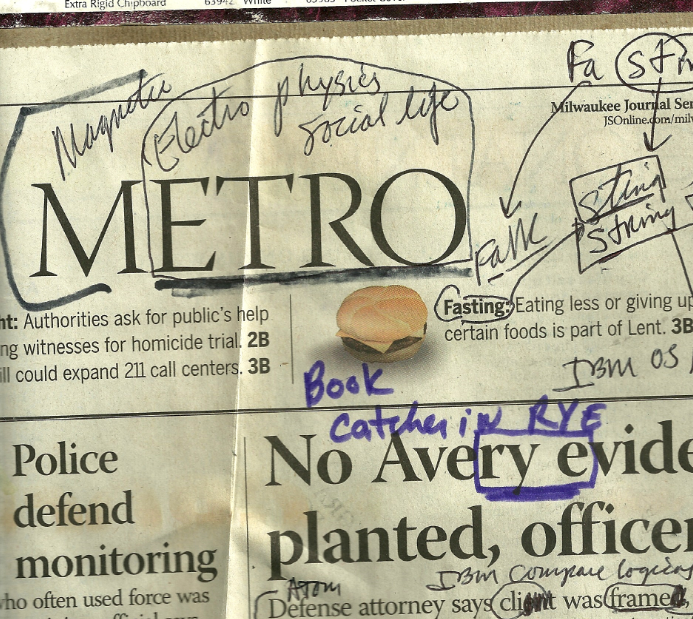 Extra Rigid Chipboard 63942 White
Fa Str
Magnetic
Electro physics
Social life
Milwaukee Journal Sen
JSOnline.com/milw
METRO
String
String
Falk
nt: Authorities ask for public's help
ng witnesses for homicide trial. 2B
ill could expand 211 call centers. 3B
Fasting: Eating less or giving up
certain foods is part of Lent. 3B
IBM OS
Book
Catcher in RYE
Police
defend
monitoring
who often used force was
No Avery evide
planted, officer
IBM Compare logical
Atom
Defense attorney says client was framed,